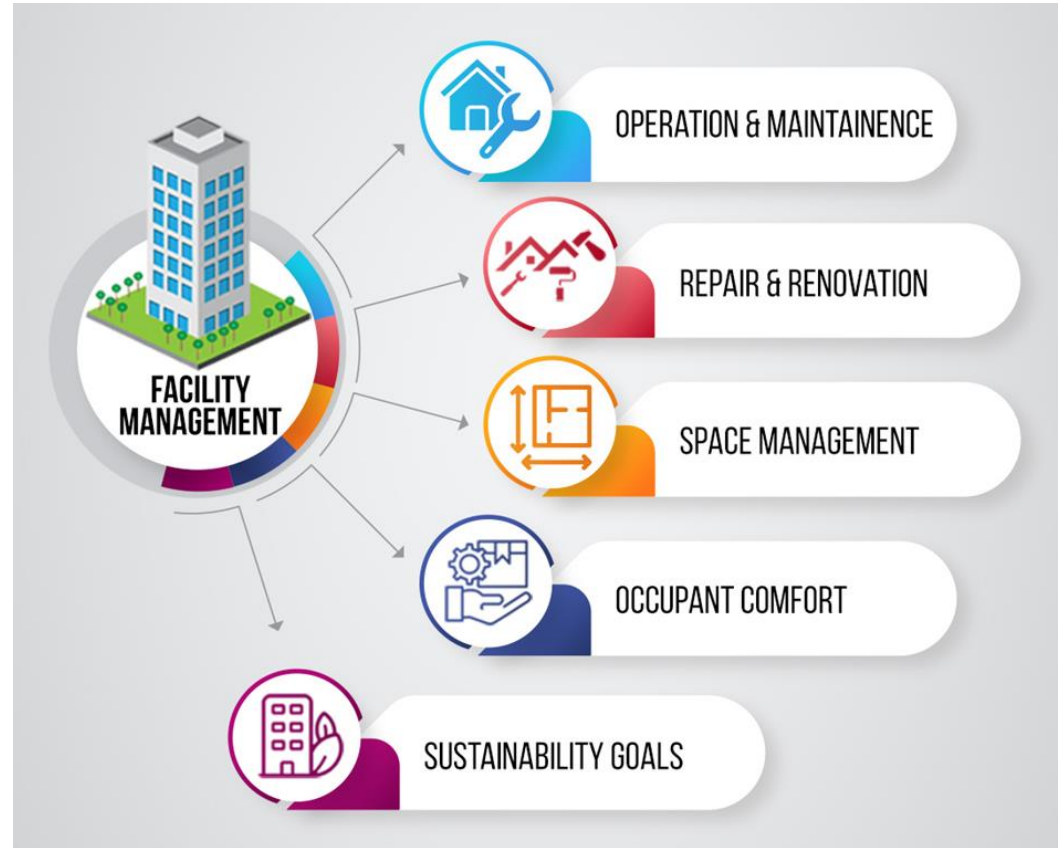 FACILITY
MANAGEMENT
OPERATION & MAINTAINENCE
REPAIR & RENOVATION
SPACE MANAGEMENT
OCCUPANT COMFORT
SUSTAINABILITY GOALS